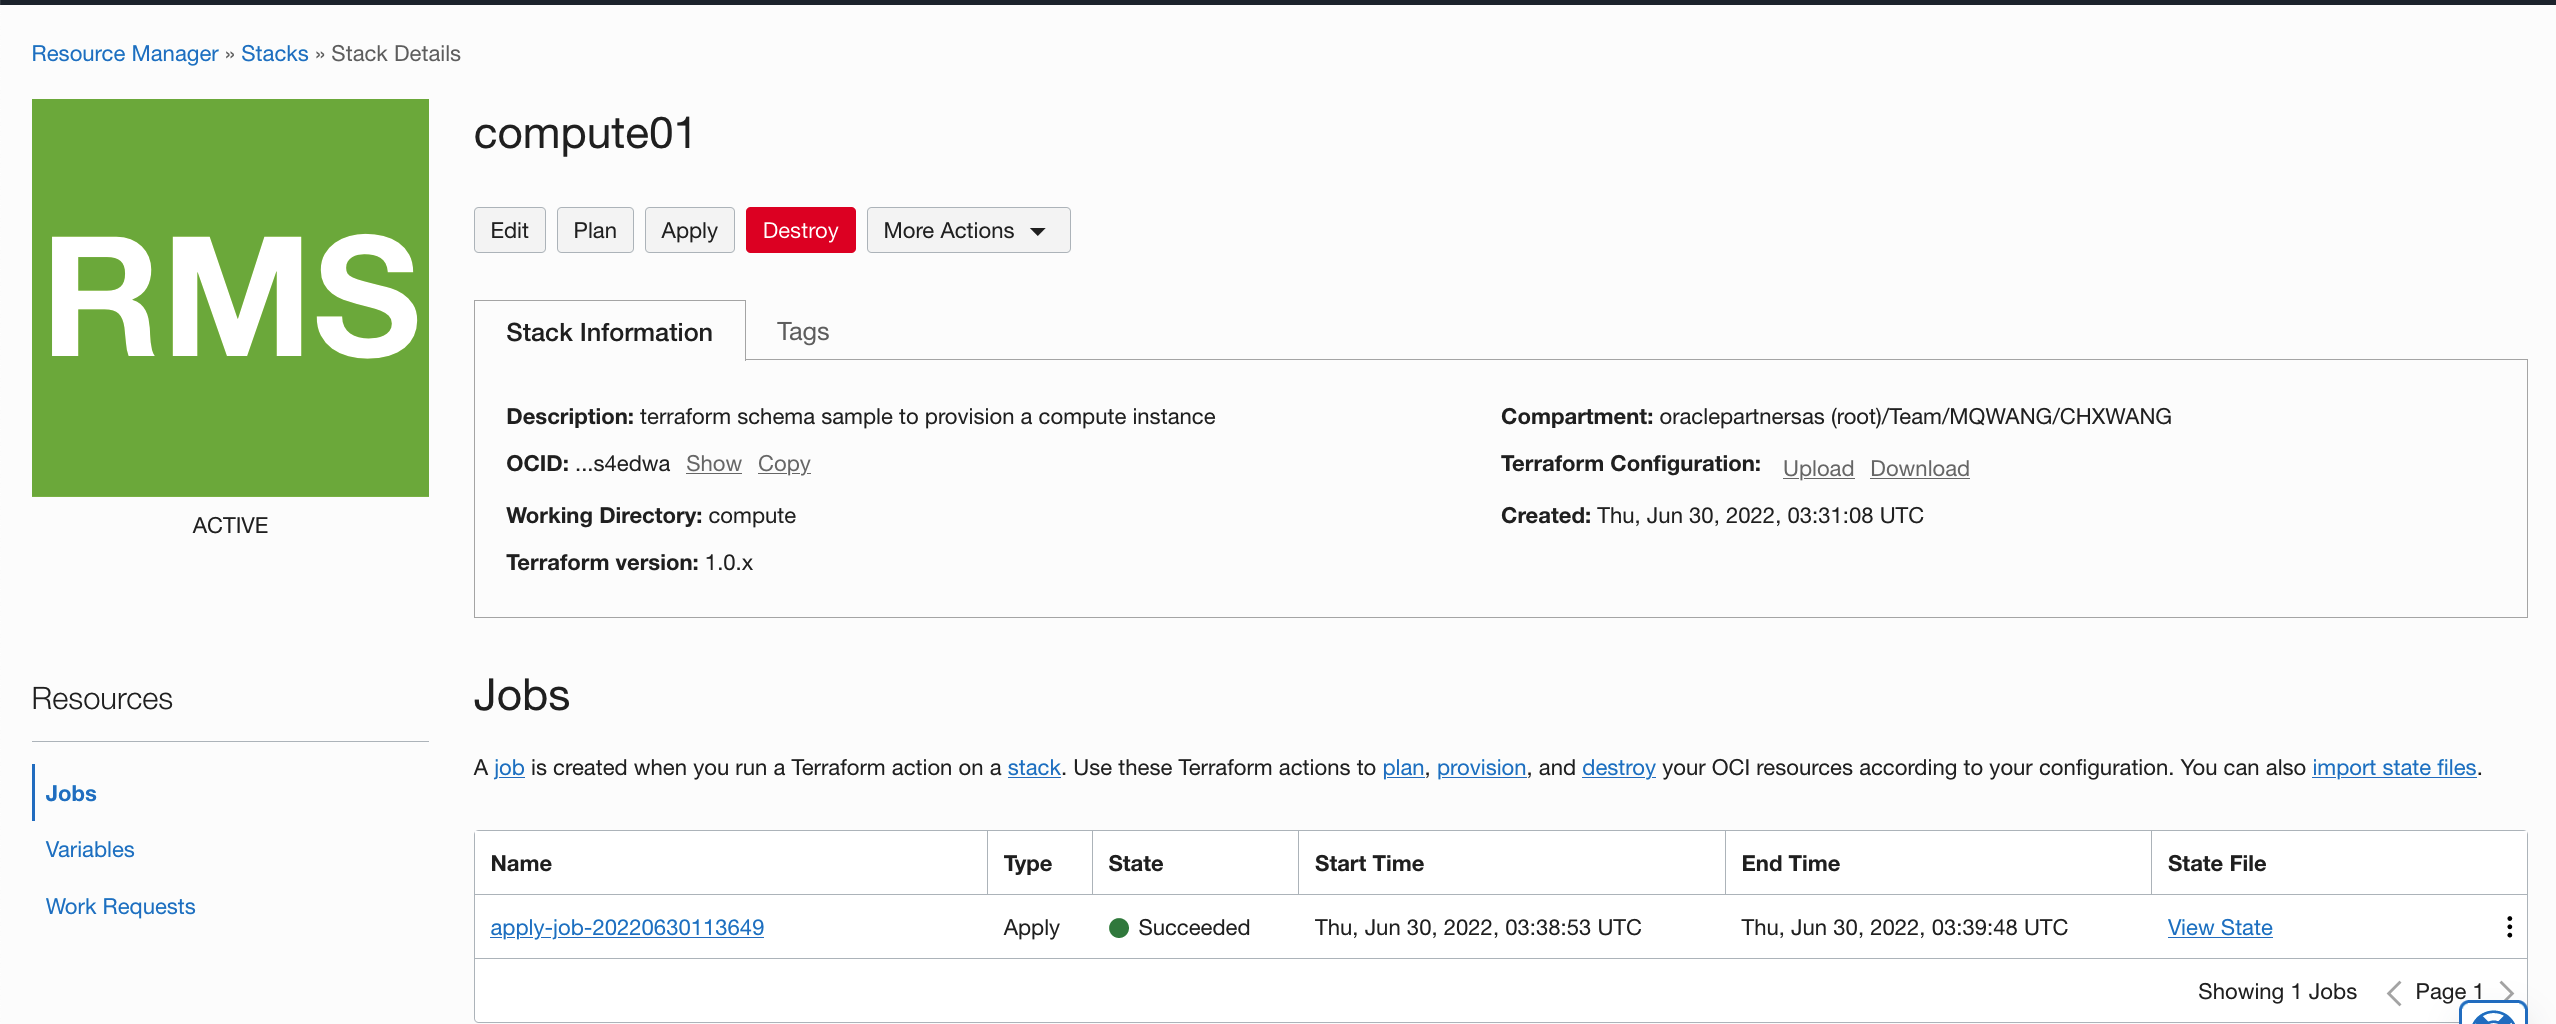 Resource Manager » Stacks » Stack Details
RMS
ACTIVE
compute01
Edit Plan Apply Destroy More Actions
Stack Information Tags
Description: terraform schema sample to provision a compute instance
Compartment: oraclepartnersas (root)/Team/MQWANG/CHXWANG
OCID: ...s4edwa Show Copy
Terraform Configuration: Upload Download
Working Directory: compute
Created: Thu, Jun 30, 2022, 03:31:08 UTC
Terraform version: 1.0.x
Resources
Jobs
Variables
Work Requests
Jobs
A job is created when you run a Terraform action on a stack. Use these Terraform actions to plan, provision, and destroy your OCI resources according to your configuration. You can also import state files.
Name Type State Start Time End Time State File
apply-job-20220630113649 Apply Succeeded Thu, Jun 30, 2022, 03:38:53 UTC Thu, Jun 30, 2022, 03:39:48 UTC View State
Showing 1 Jobs Page 1